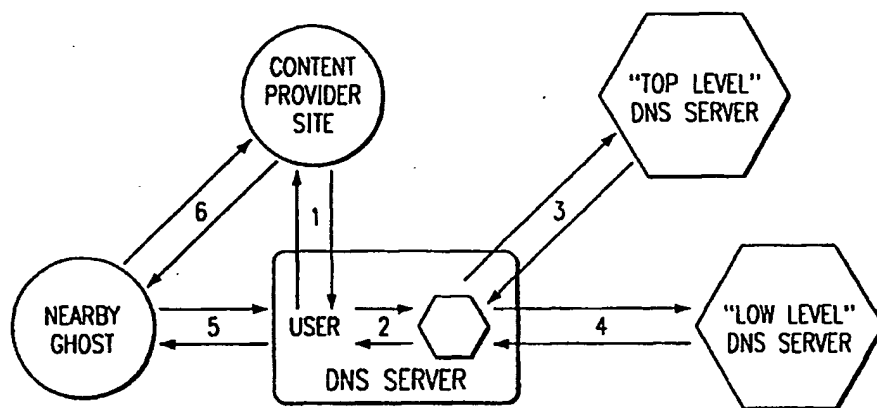 CONTENT
PROVIDER
SITE
"TOP LEVEL"
DNS SERVER
6
1
3
NEARBY
GHOST
5
USER
2
4
"LOW LEVEL"
DNS SERVER
DNS SERVER